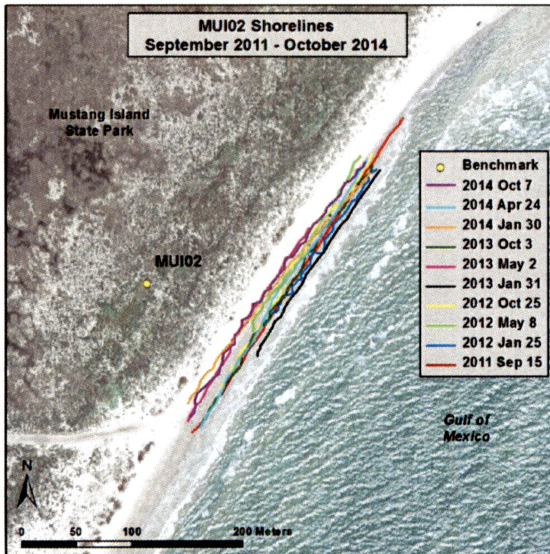 MUI02 Shorelines
September 2011 - October 2014
Mustang Island
State Park
MUI02
Benchmark
2014 Oct 7
2014 Apr 24
2014 Jan 30
2013 Oct 3
2013 May 2
2013 Jan 31
2012 Oct 25
2012 May 8
2012 Jan 25
2011 Sep 15
Gulf of
Mexico
N
0 50 100 200 Meters